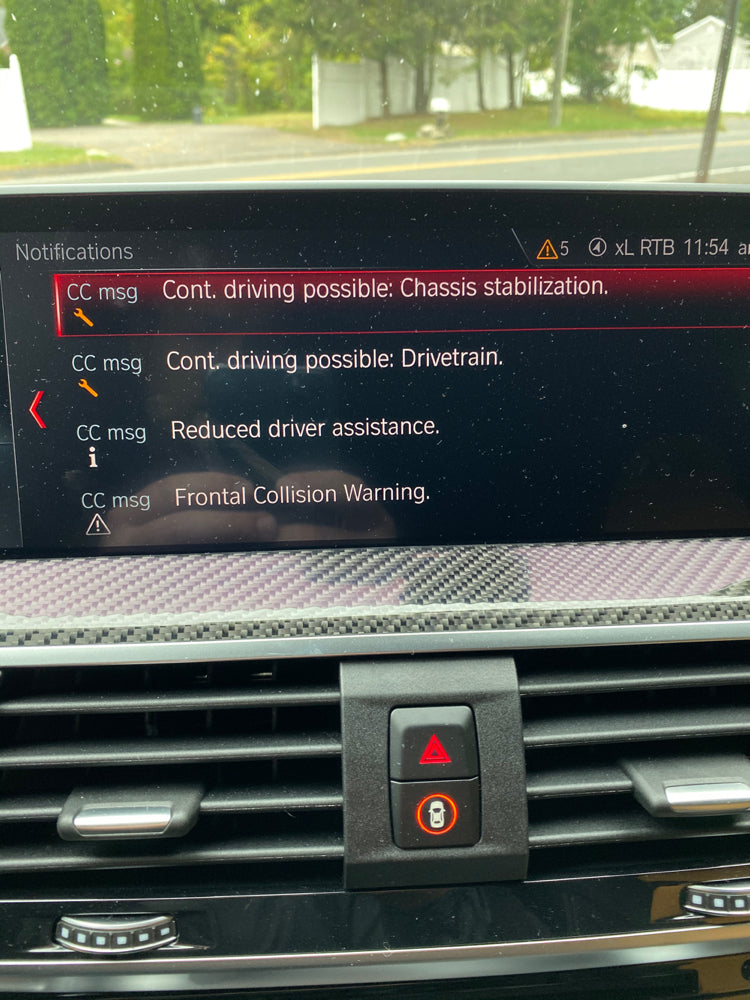 Notifications
5 xL RTB 11:54 a
CC msg Cont. driving possible: Chassis stabilization.
CC msg Cont. driving possible: Drivetrain.
CC msg Reduced driver assistance.
CC msg Frontal Collision Warning.